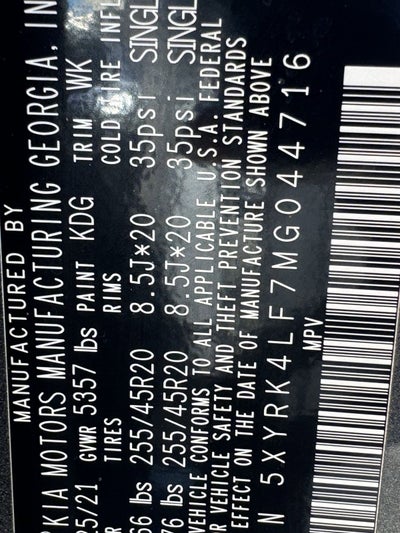 MANUFACTURED BY
KIA MOTORS MANUFACTURING GEORGIA, IN
25/21 GVWR 5357 lbs PAINT KDG TRIM WK
TIRES RIMS COLD TIRE INFL
66 lbs 255/45R20 8.5J*20 35psi SINGL
76 lbs 255/45R20 8.5J*20 35psi SINGL
VEHICLE CONFORMS TO ALL APPLICABLE U.S.A. FEDERAL
R VEHICLE SAFETY AND THEFT PREVENTION STANDARDS
EFFECT ON THE DATE OF MANUFACTURE SHOWN ABOVE
N 5XYRK4LF7MG044716
MPV